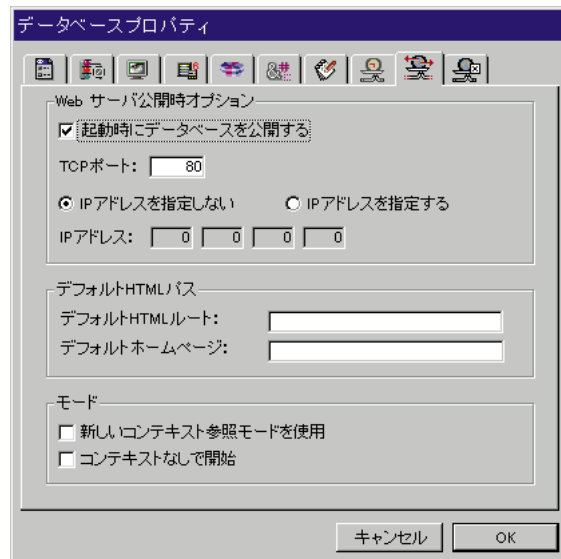 データベースプロパティ
Web サーバ公開時オプション
起動時にデータベースを公開する
TCPポート: 80
IPアドレスを指定しない IPアドレスを指定する
IPアドレス: 0 0 0 0
デフォルトHTMLパス
デフォルトHTMLルート:
デフォルトホームページ:
モード
新しいコンテキスト参照モードを使用
コンテキストなしで開始
キャンセル OK